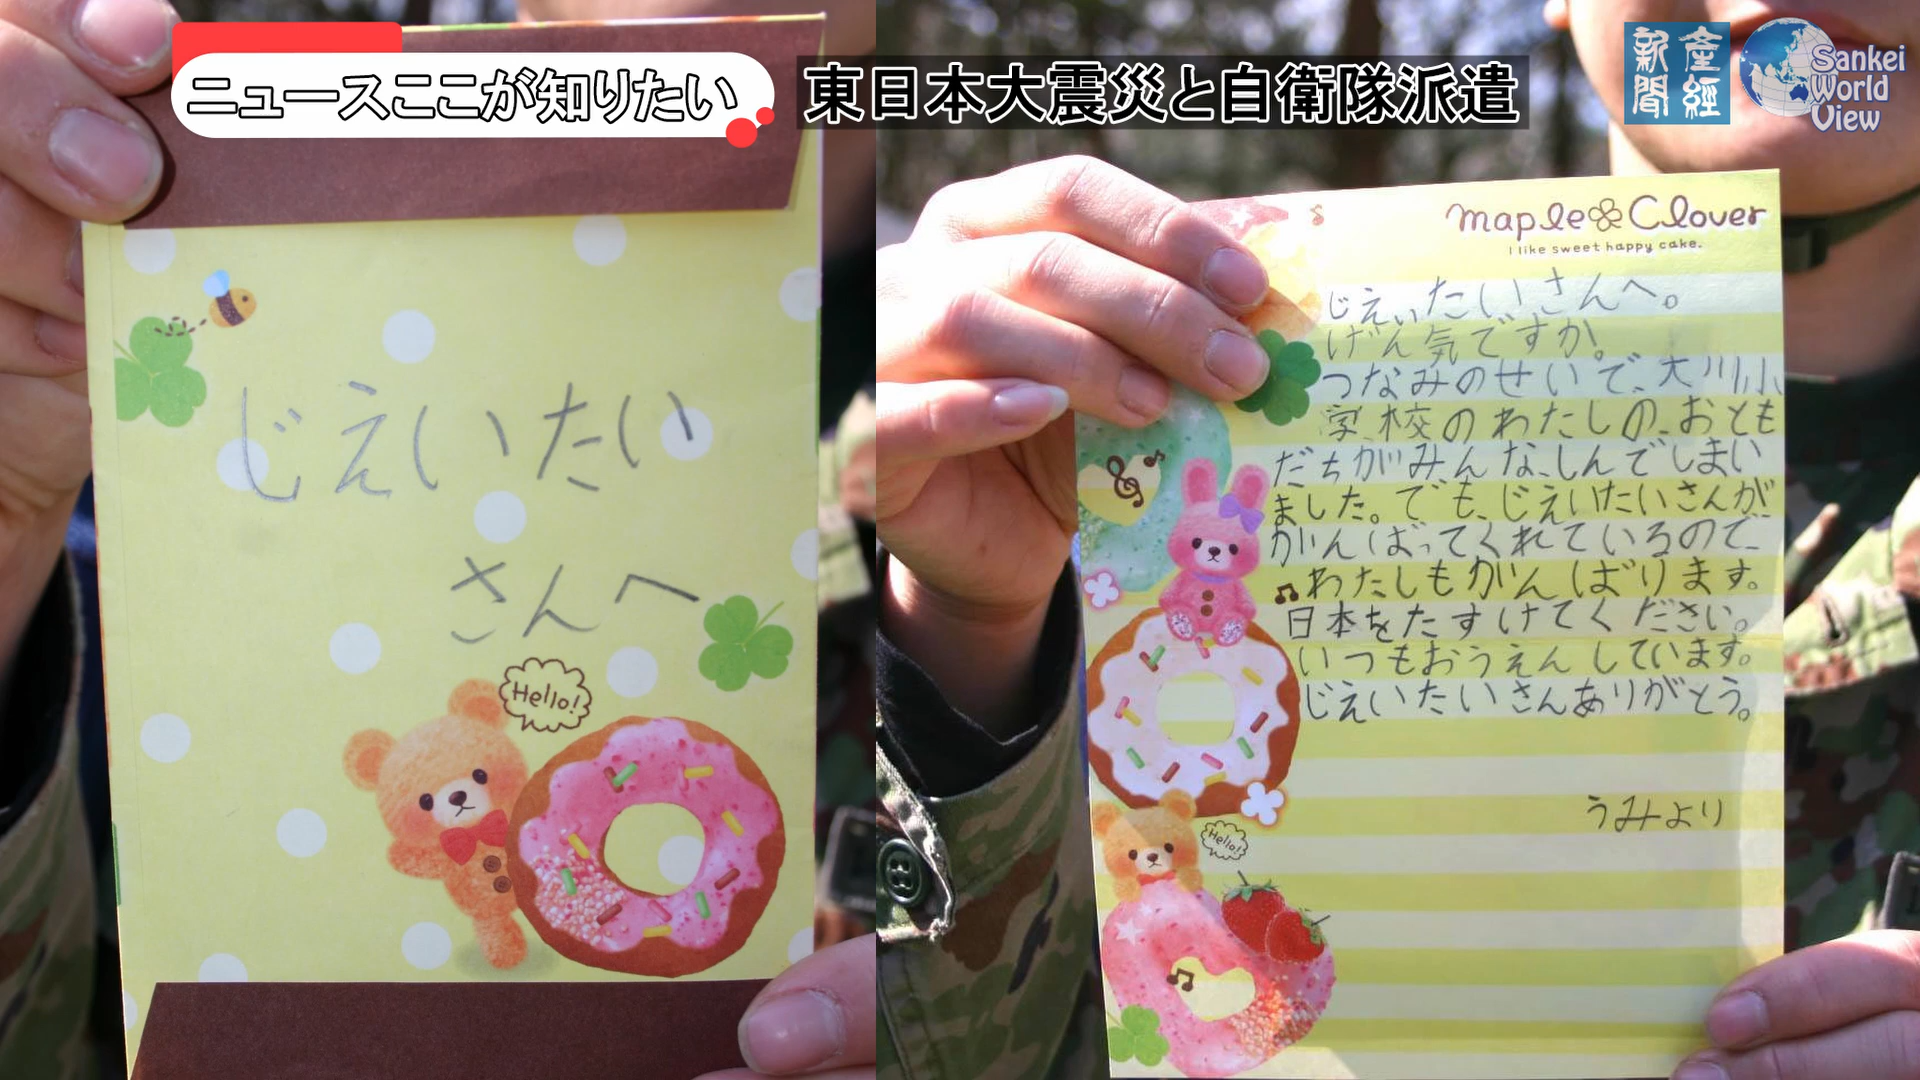 ニュースここが知りたい
東日本大震災と自衛隊派遣
産経
新聞
Sankei
World
View
じえいたい
さんへ
Hello!
maple Clover
I like sweet happy cake.
じえいたいさんへ。
げん気ですか。
つなみのせいで、大川小
学校のわたしの、おとも
だちがみんな、しんでしまい
ました。でも、じえいたいさんが
がんばってくれているので、
わたしもがんばります。
日本をたすけてください。
いつもおうえんしています。
じえいたいさんありがとう。
うみより
Hello!